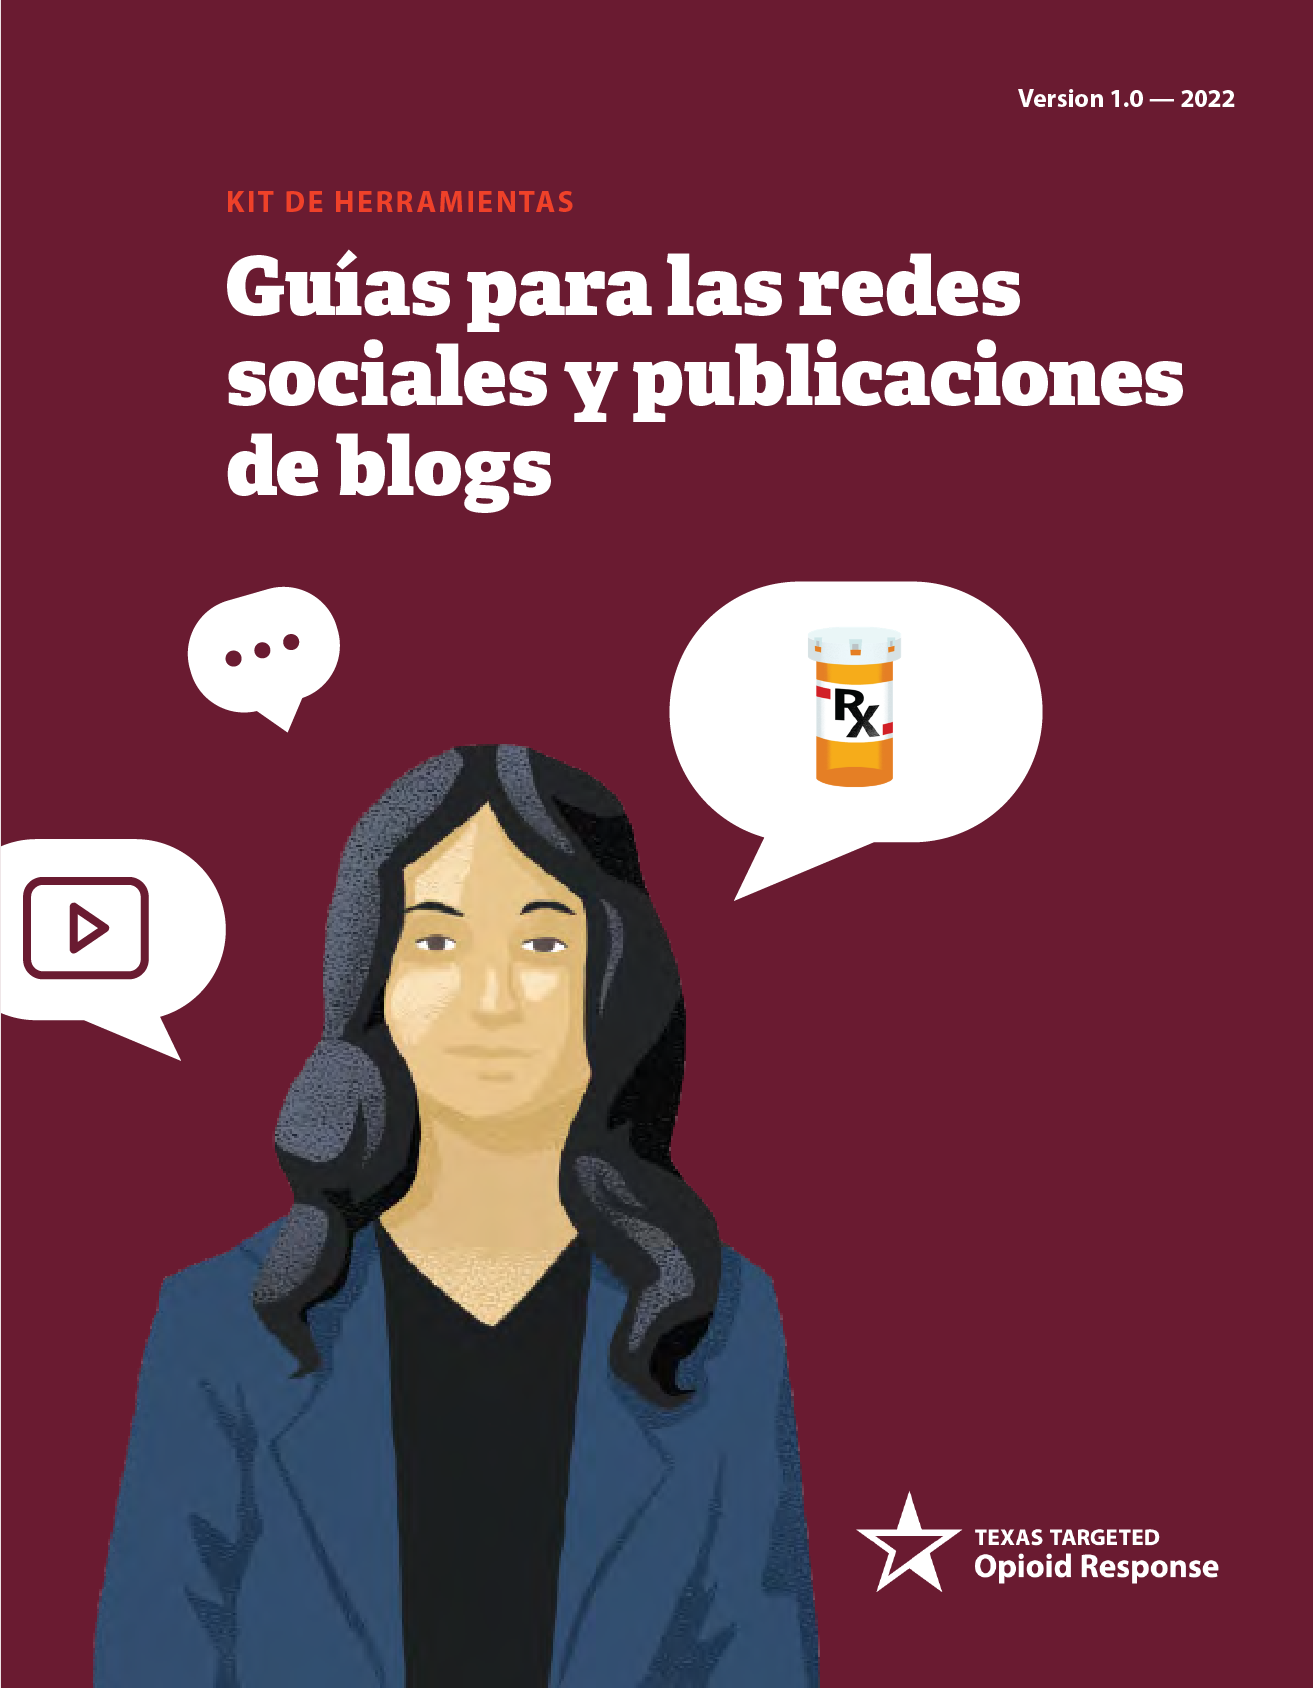 Version 1.0 — 2022
KIT DE HERRAMIENTAS
Guías para las redes
sociales y publicaciones
de blogs
Rx
TEXAS TARGETED
Opioid Response